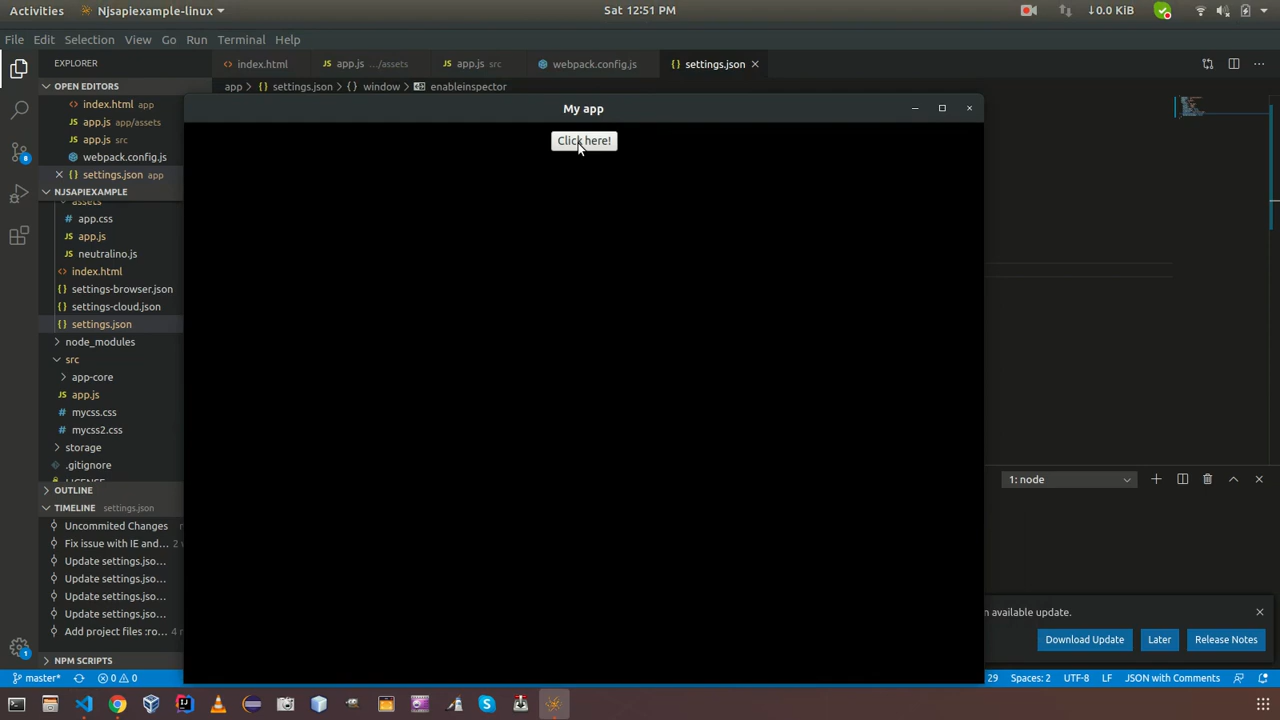 Activities Njsapiexample-linux Sat 12:51 PM ↓0.0 KiB
File Edit Selection View Go Run Terminal Help
EXPLORER index.html app.js .../assets app.js src webpack.config.js settings.json
OPEN EDITORS app > settings.json > window > enableinspector
index.html app
app.js app/assets
app.js src
webpack.config.js
settings.json app
NJSAPIEXAMPLE
assets
app.css
app.js
neutralino.js
index.html
settings-browser.json
settings-cloud.json
settings.json
node_modules
src
app-core
app.js
mycss.css
mycss2.css
storage
.gitignore
LICENSE
OUTLINE
TIMELINE settings.json
Uncommited Changes
Fix issue with IE and... 2
Update settings.jso...
Update settings.jso...
Update settings.jso...
Update settings.jso...
Add project files :ro... 4
NPM SCRIPTS
My app
Click here!
1: node
n available update.
Download Update Later Release Notes
8
1
master* 0 0 29 Spaces: 2 UTF-8 LF JSON with Comments